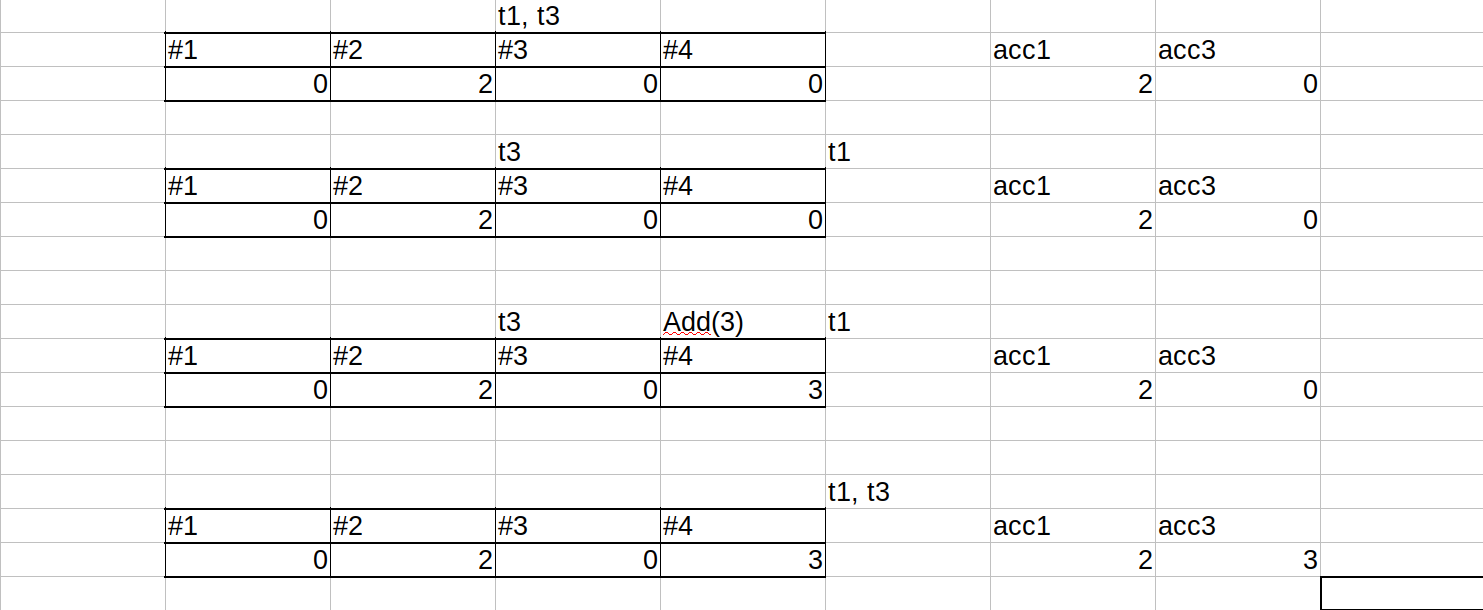 t1, t3
#1 #2 #3 #4 acc1 acc3
0 2 0 0 2 0
t3 t1
#1 #2 #3 #4 acc1 acc3
0 2 0 0 2 0
t3 Add(3) t1
#1 #2 #3 #4 acc1 acc3
0 2 0 3 2 0
t1, t3
#1 #2 #3 #4 acc1 acc3
0 2 0 3 2 3